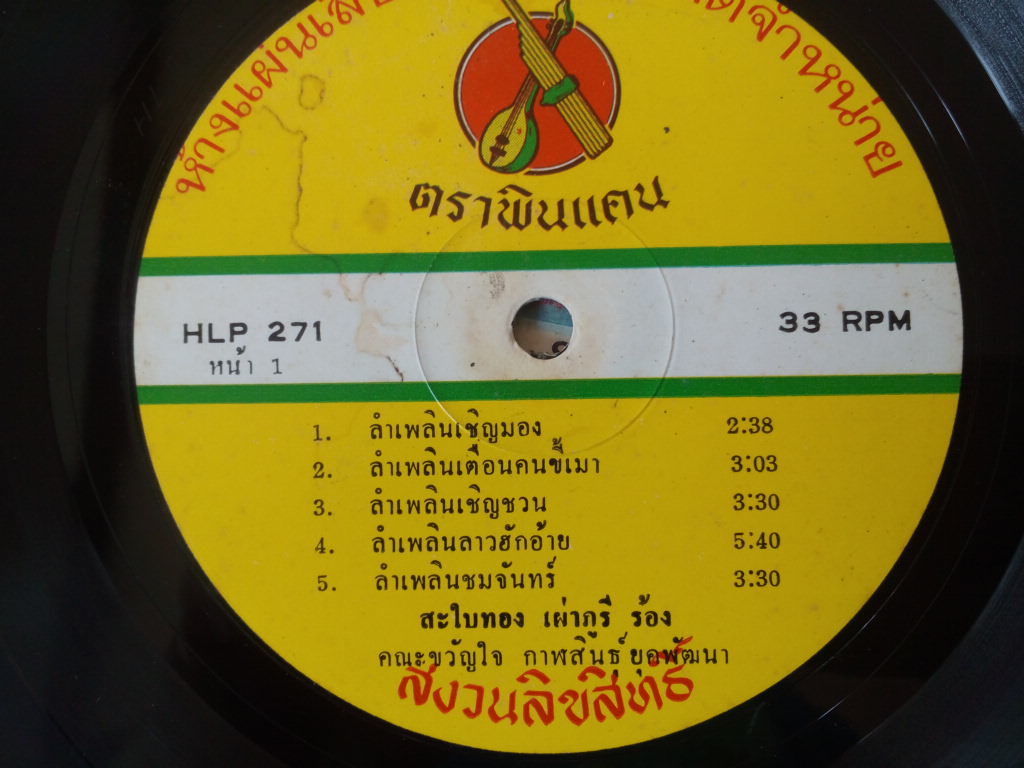 ห้างแผ่นเสีย จำหน่าย
ตราพิณแคน
HLP 271
33 RPM
หน้า 1
1. ลำเพลินเชิญมอง 2:38
2. ลำเพลินเตือนคนขี้เมา 3:03
3. ลำเพลินเชิญชวน 3:30
4. ลำเพลินลาวฮักอ้าย 5:40
5. ลำเพลินชมจันทร์ 3:30
สะใบทอง เผ่าภูรี ร้อง
คณะขวัญใจ กาฬสินธุ์ยุคพัฒนา
สงวนลิขสิทธิ์